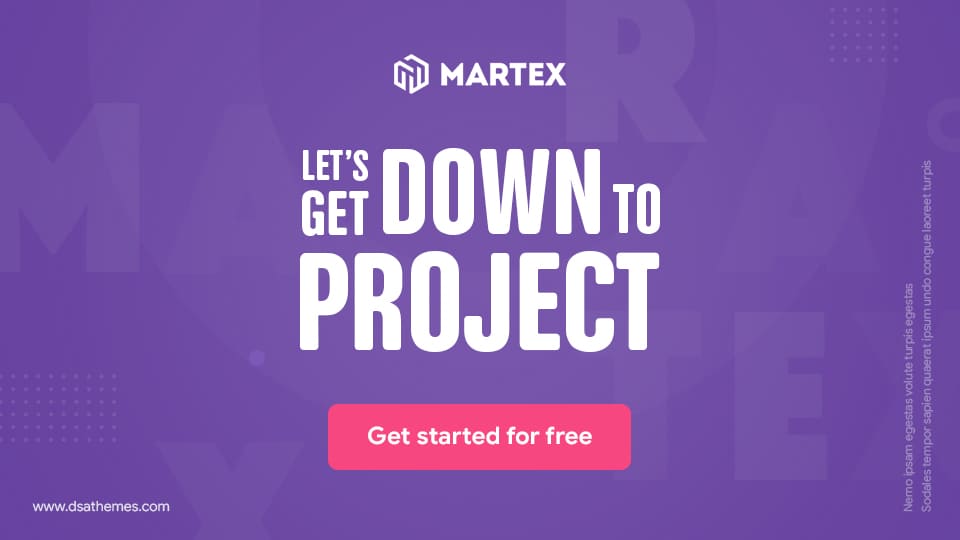 MARTEX
LET'S
GET DOWN TO
PROJECT
Get started for free
www.dsathemes.com
Nemo ipsam egestas volute turpis egestas
Sodales tempor sapien quaerat ipsum undo congue laoreet turpis